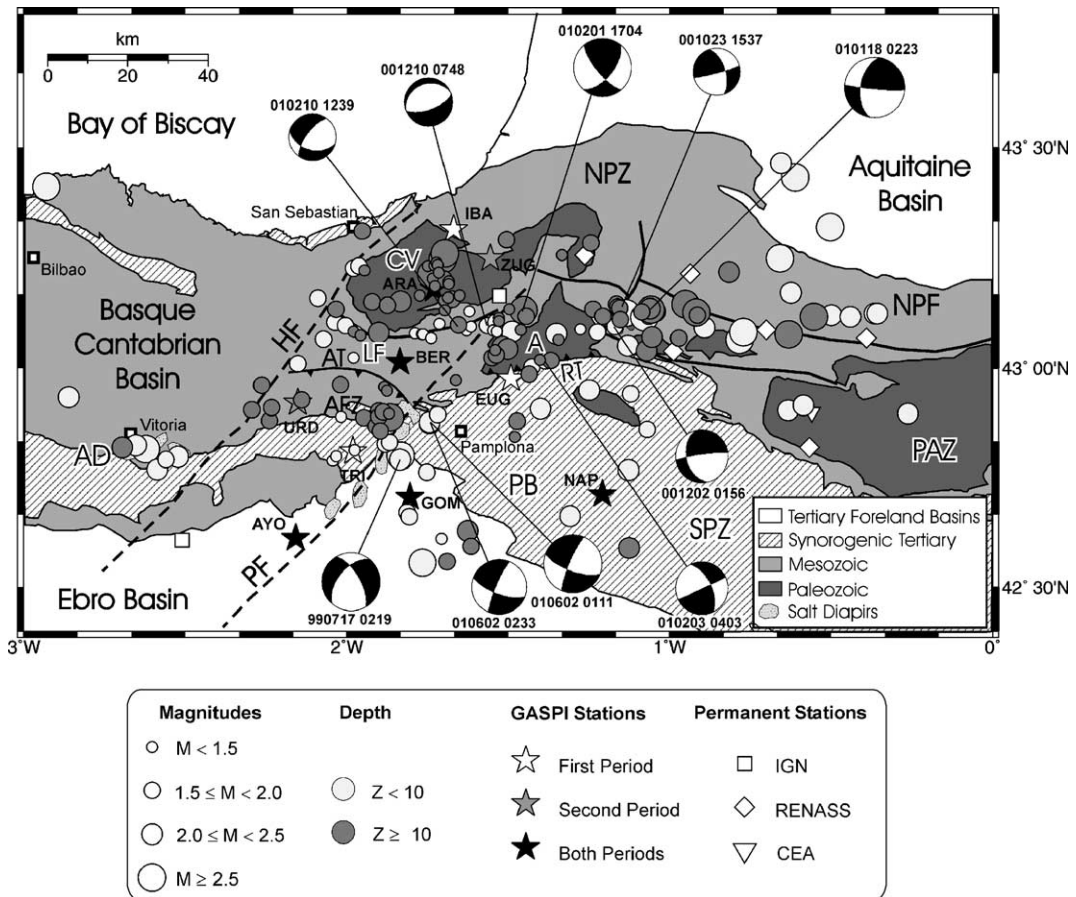 km
0 20 40
010201 1704
001023 1537
010118 0223
001210 0748
010210 1239
Bay of Biscay
43° 30'N
NPZ
Aquitaine
Basin
San Sebastian
IBA
Bilbao
CV
ZUG
ARA
Basque
Cantabrian
Basin
HF
NPF
LF
BER
A
AT
43° 00'N
RT
EUG
AFZ
URD
Vitoria
Pamplona
AD
TRI
PAZ
PB
NAP
GOM
001202 0156
SPZ
AYO
PF
Tertiary Foreland Basins
Synorogenic Tertiary
Mesozoic
Paleozoic
Salt Diapirs
42° 30'N
Ebro Basin
990717 0219
010602 0233
010602 0111
010203 0403
3°W 2°W 1°W 0°
Magnitudes Depth GASPI Stations Permanent Stations
M < 1.5
First Period IGN
1.5 ≤ M < 2.0 Z < 10
Second Period RENASS
2.0 ≤ M < 2.5 Z ≥ 10
Both Periods CEA
M ≥ 2.5